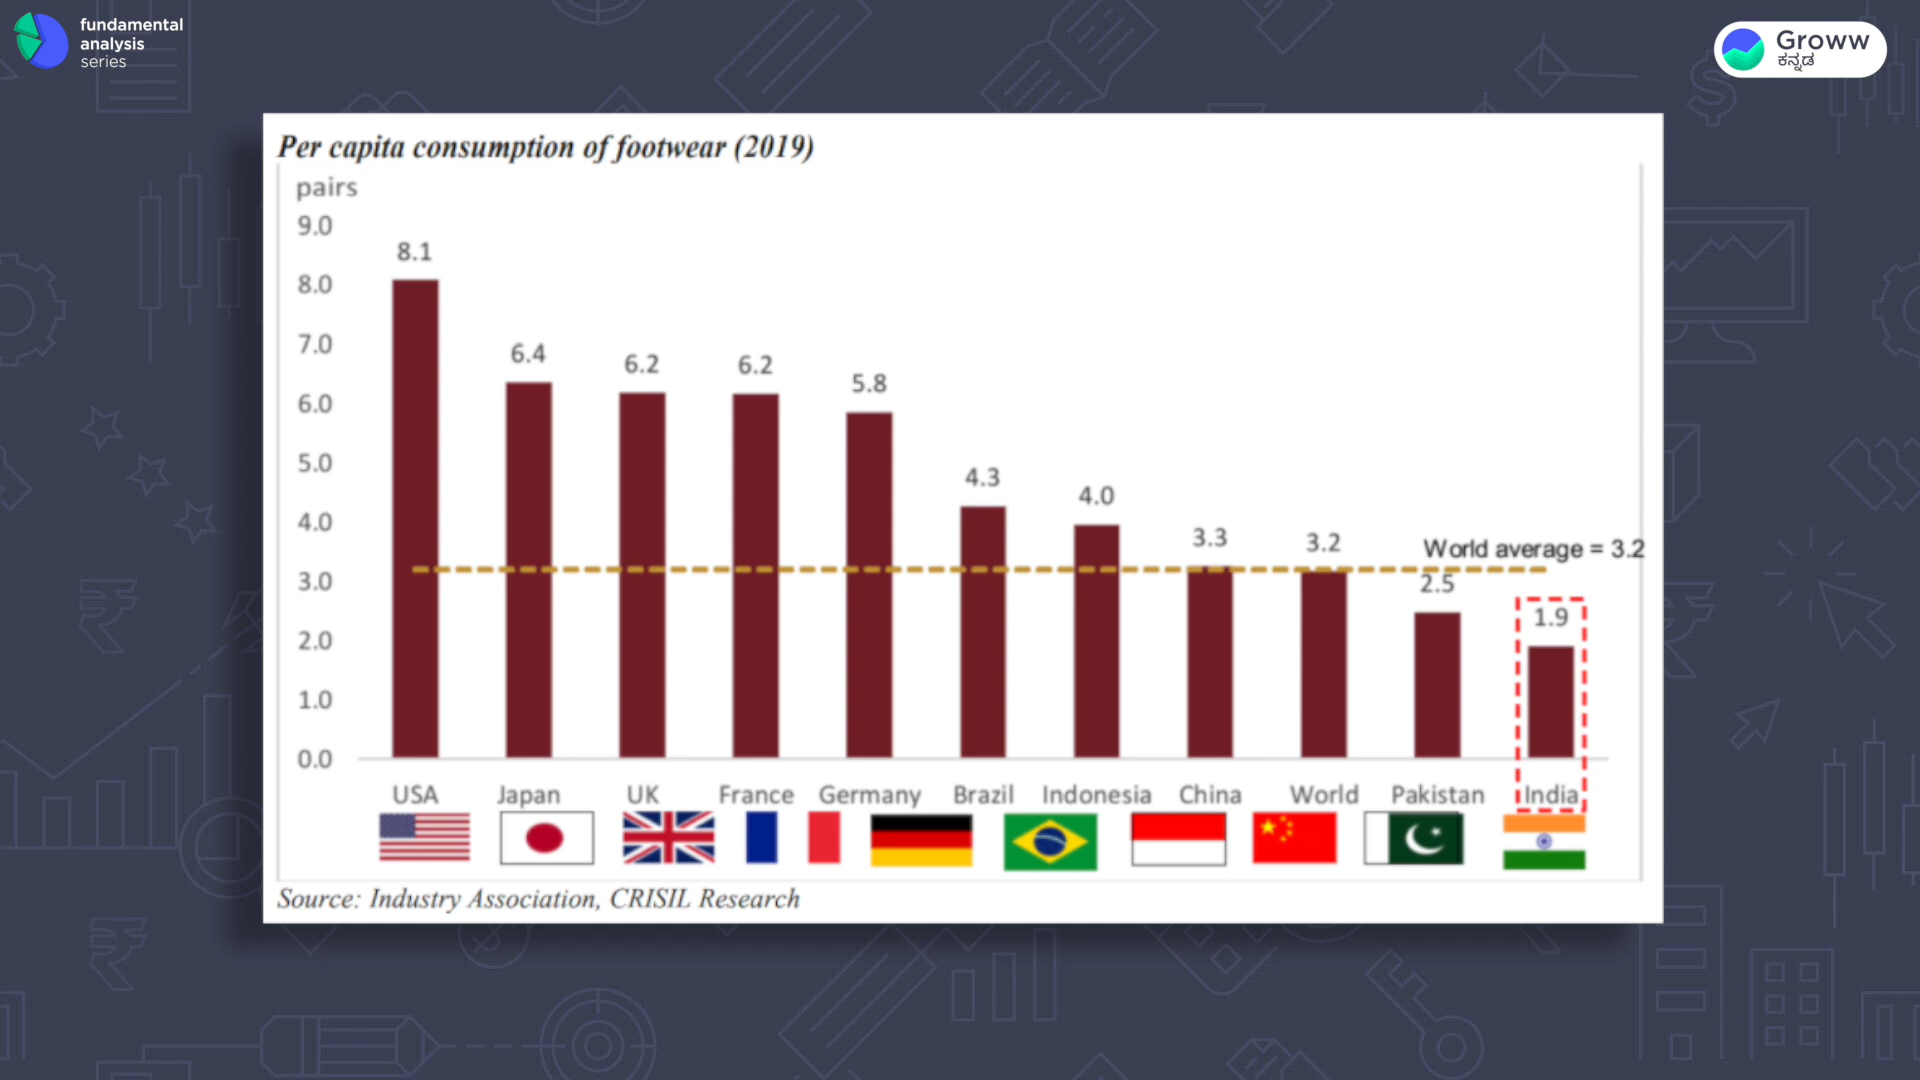 fundamental
analysis
series
Groww
ಕನ್ನಡ
Per capita consumption of footwear (2019)
pairs
9.0
8.0
7.0
6.0
5.0
4.0
3.0
2.0
1.0
0.0
8.1
6.4
6.2
6.2
5.8
4.3
4.0
3.3
3.2
2.5
1.9
World average = 3.2
USA Japan UK France Germany Brazil Indonesia China World Pakistan India
Source: Industry Association, CRISIL Research